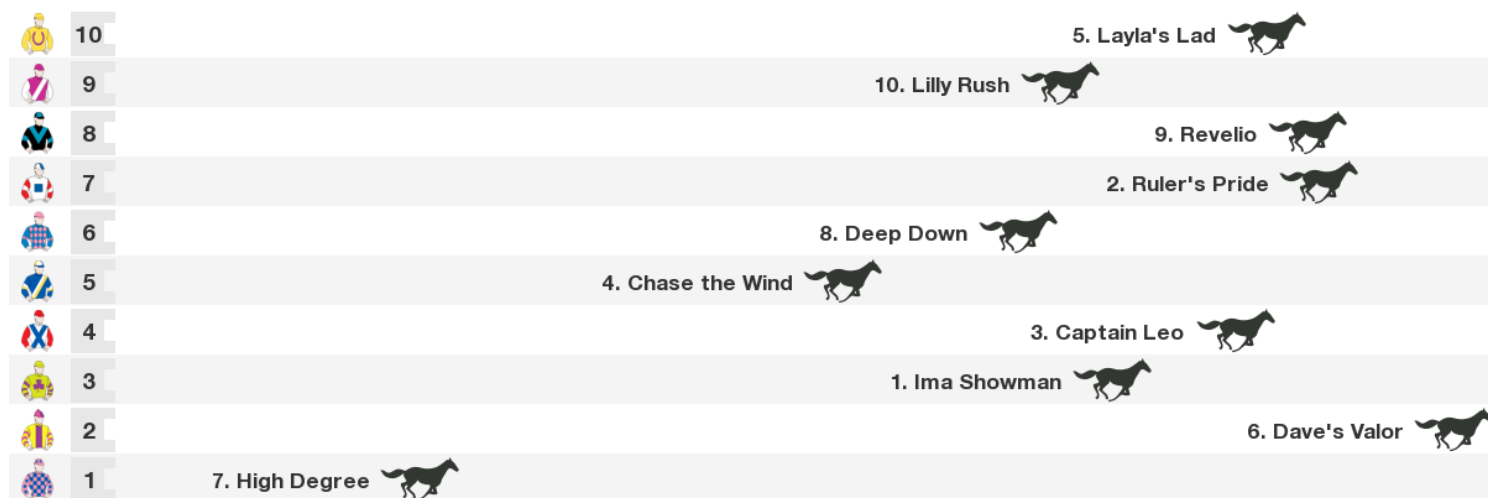 10 5. Layla's Lad
9 10. Lilly Rush
8 9. Revelio
7 2. Ruler's Pride
6 8. Deep Down
5 4. Chase the Wind
4 3. Captain Leo
3 1. Ima Showman
2 6. Dave's Valor
1 7. High Degree